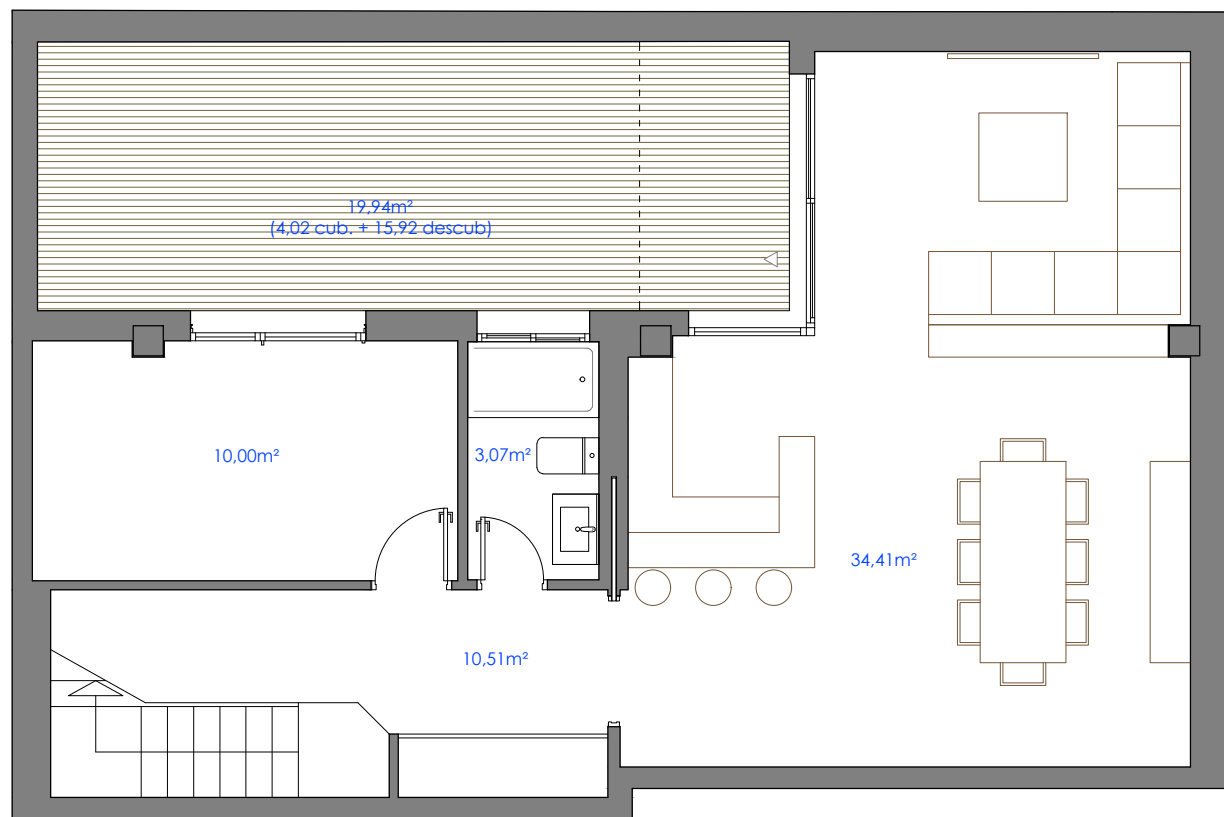 19,94m²
(4,02 cub. + 15,92 descub)
10,00m²
3,07m²
34,41m²
10,51m²